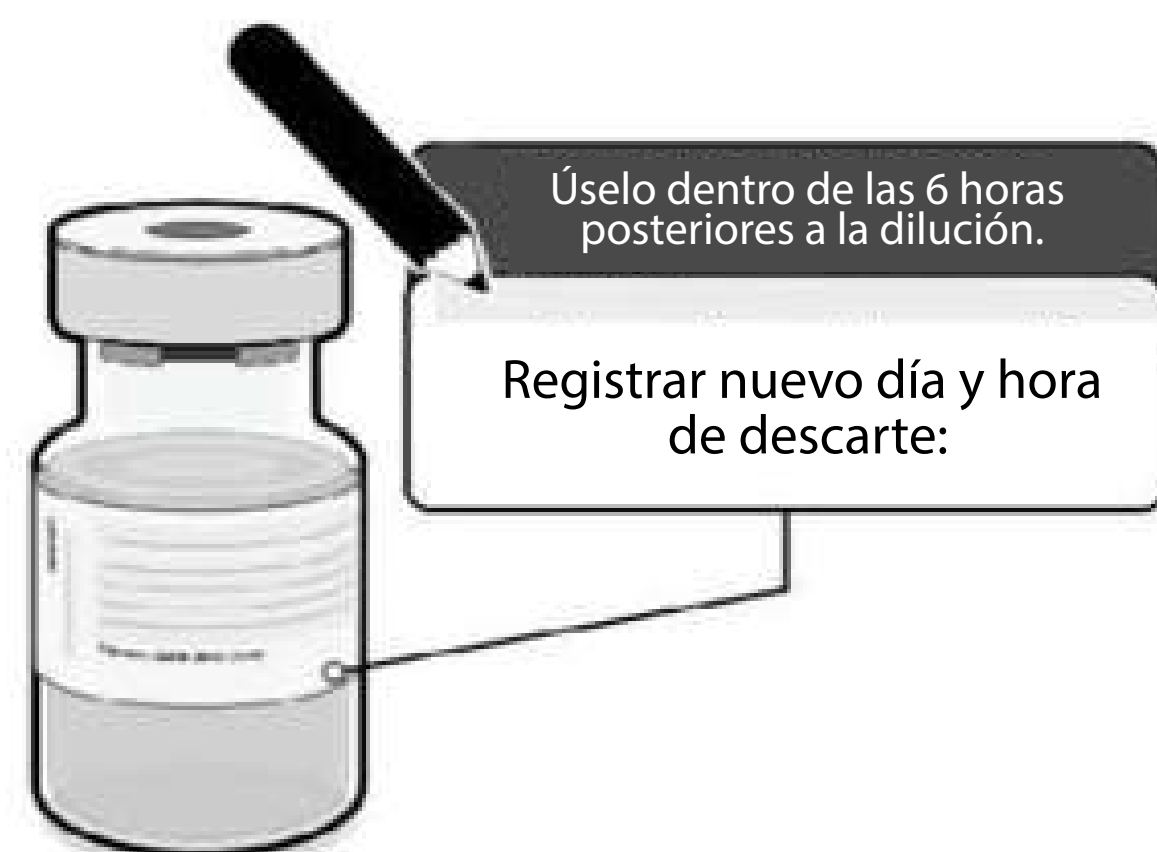 Úselo dentro de las 6 horas
posteriores a la dilución.
Registrar nuevo día y hora
de descarte: